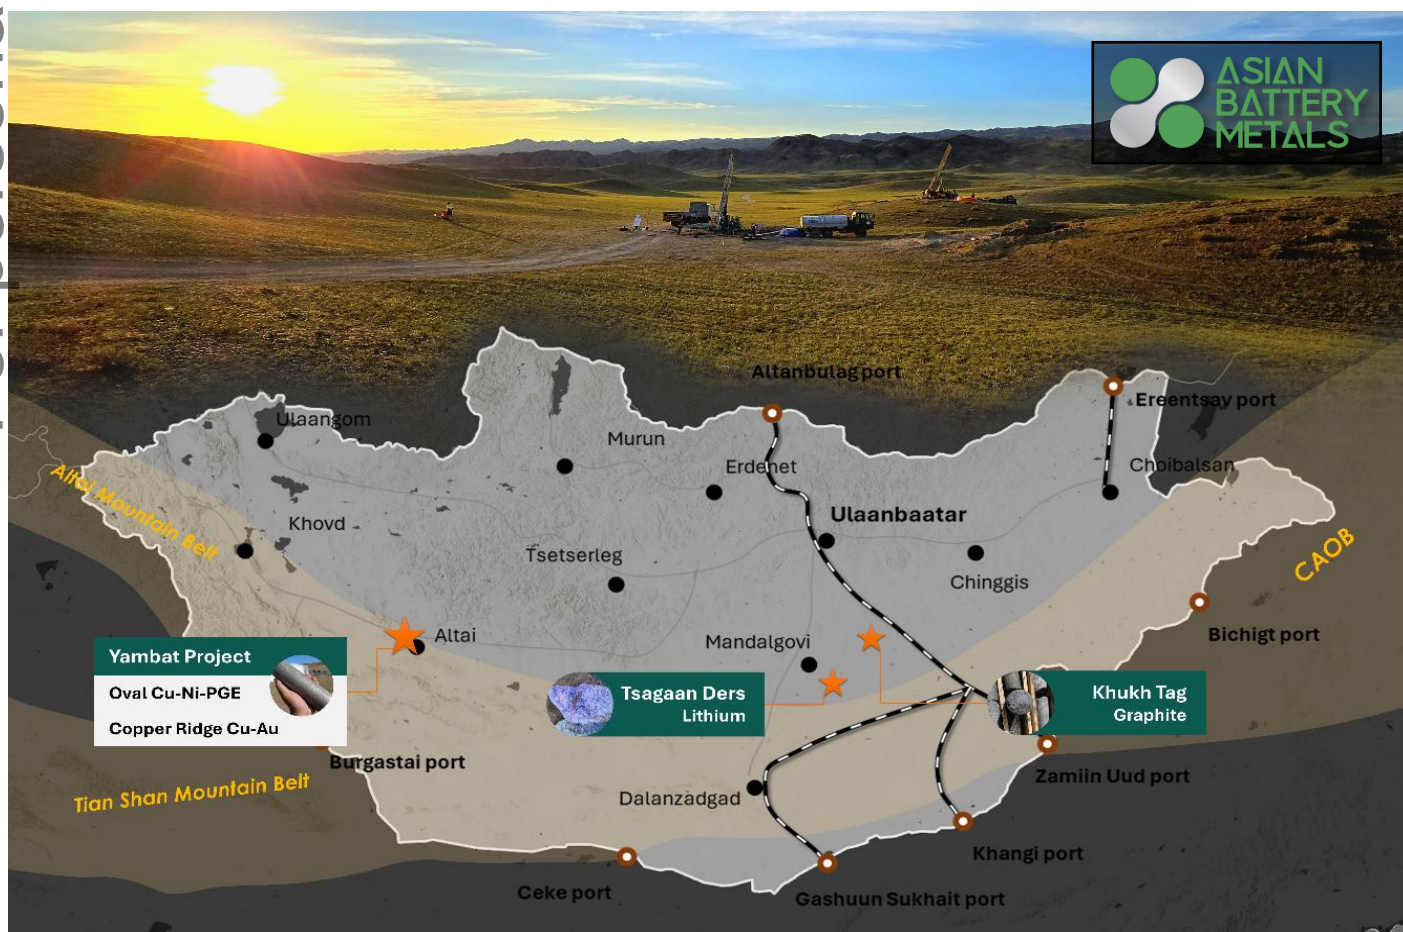 ASIAN
BATTERY
METALS
Altanbulag port
Ereentsav port
Ulaangom
Murun
Erdenet
Choibalsan
Altai Mountain Belt
Khovd
Ulaanbaatar
Tsetserleg
Chinggis
CAOB
Bichigt port
Altai
Mandalgovi
Yambat Project
Oval Cu-Ni-PGE
Copper Ridge Cu-Au
Tsagaan Ders
Lithium
Khukh Tag
Graphite
Burgastai port
Zamiin Uud port
Tian Shan Mountain Belt
Dalanzadgad
Khangi port
Ceke port
Gashuun Sukhait port